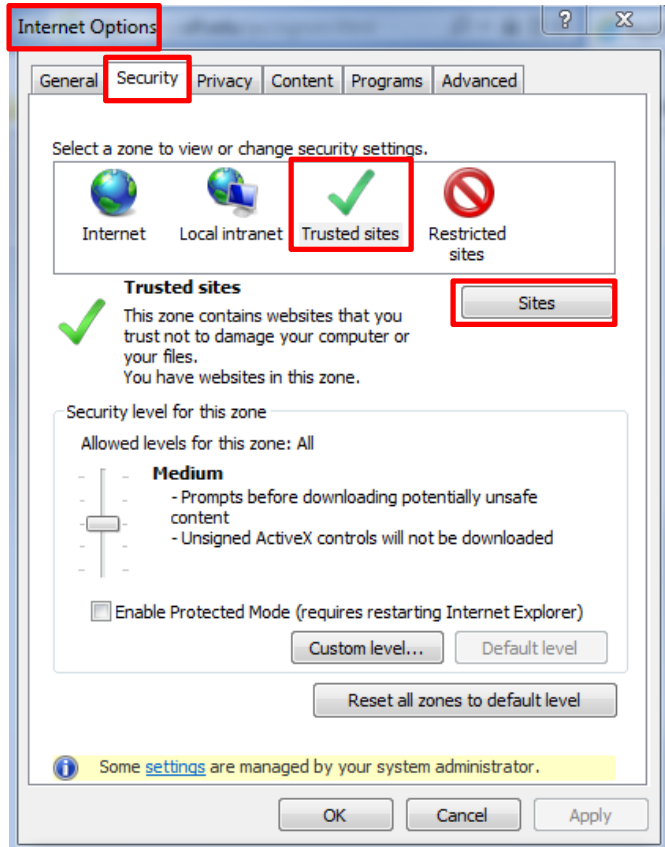 Internet Options
General Security Privacy Content Programs Advanced
Select a zone to view or change security settings.
Internet Local intranet Trusted sites Restricted sites
Trusted sites
Sites
This zone contains websites that you
trust not to damage your computer or
your files.
You have websites in this zone.
Security level for this zone
Allowed levels for this zone: All
Medium
- Prompts before downloading potentially unsafe
content
- Unsigned ActiveX controls will not be downloaded
Enable Protected Mode (requires restarting Internet Explorer)
Custom level... Default level
Reset all zones to default level
Some settings are managed by your system administrator.
OK Cancel Apply